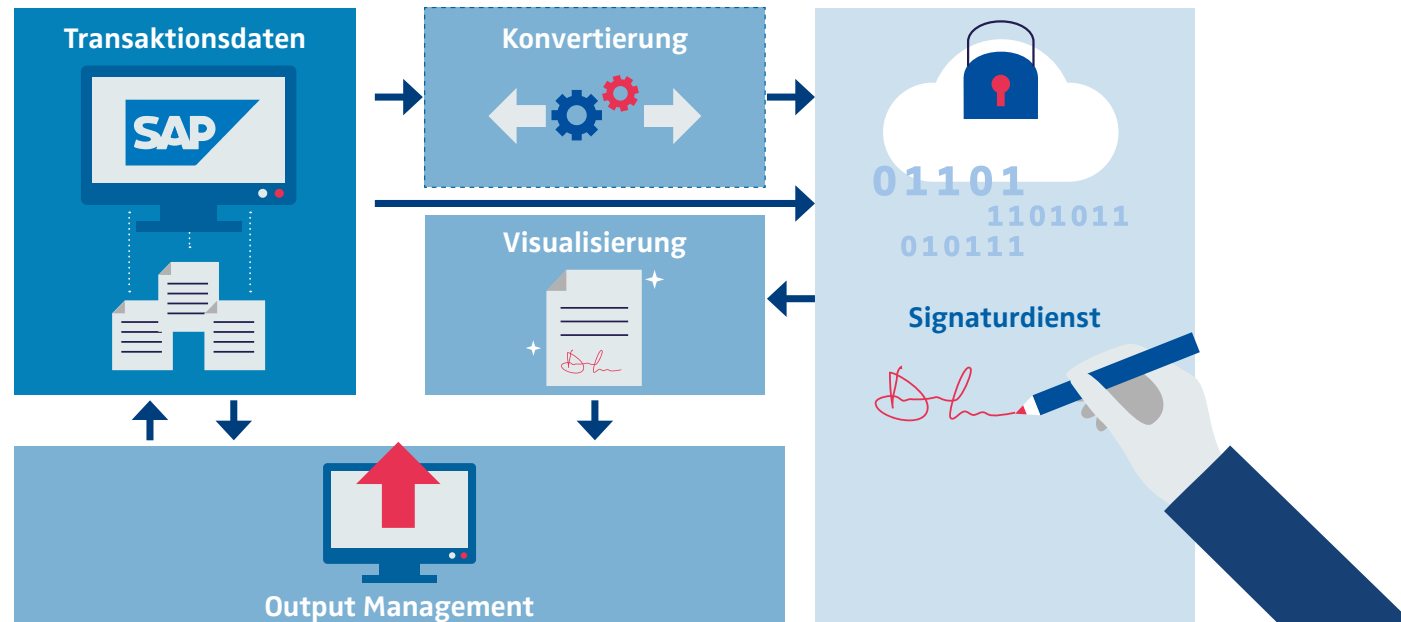 Transaktionsdaten
SAP
Konvertierung
Visualisierung
01101
1101011
010111
Signaturdienst
Output Management